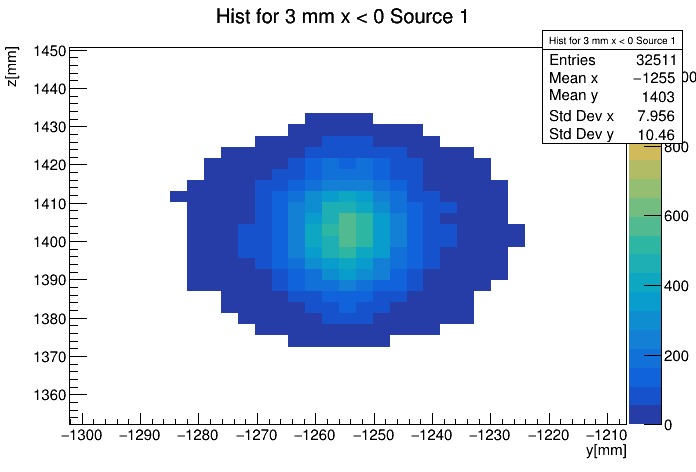 Hist for 3 mm x < 0 Source 1
z[mm]
1450
1440
1430
1420
1410
1400
1390
1380
1370
1360
−1300 −1290 −1280 −1270 −1260 −1250 −1240 −1230 −1220 −1210
y[mm]
Hist for 3 mm x < 0 Source 1
Entries 32511
Mean x −1255
Mean y 1403
Std Dev x 7.956
Std Dev y 10.46
00
800
600
400
200
0